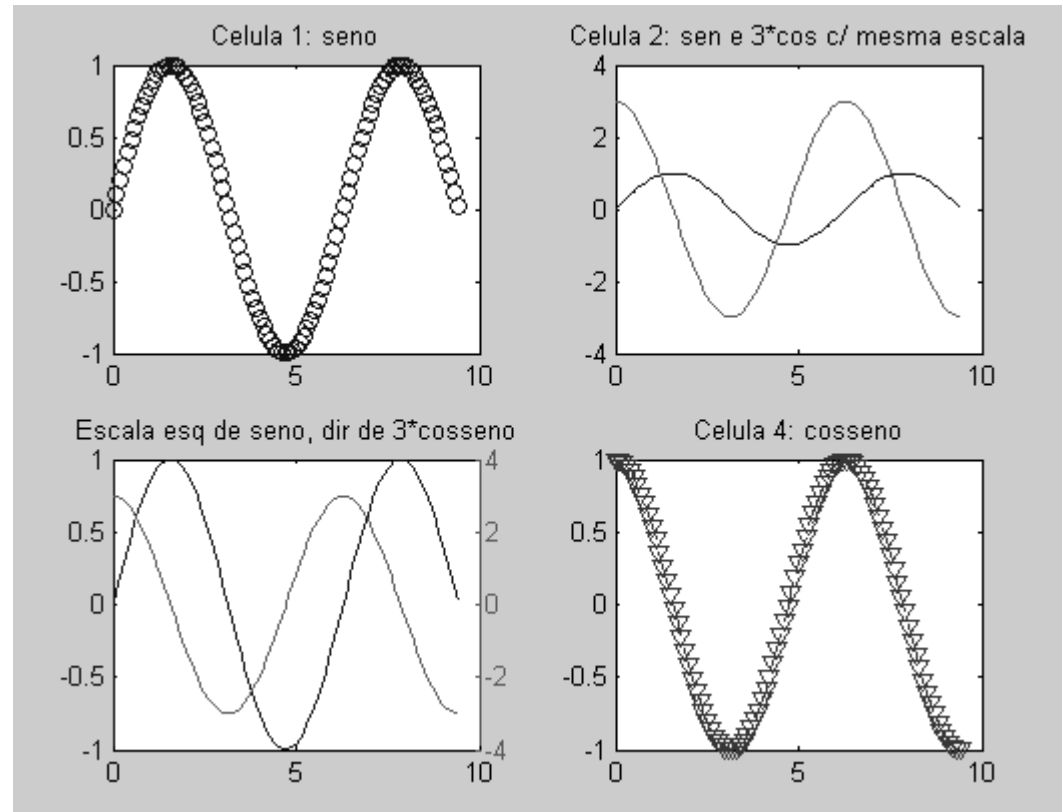 Celula 1: seno
1
0.5
0
-0.5
-1
0 5 10
Celula 2: sen e 3*cos c/ mesma escala
4
2
0
-2
-4
0 5 10
Escala esq de seno, dir de 3*cosseno
1 4
0.5 2
0 0
-0.5 -2
-1 -4
0 5 10
Celula 4: cosseno
1
0.5
0
-0.5
-1
0 5 10